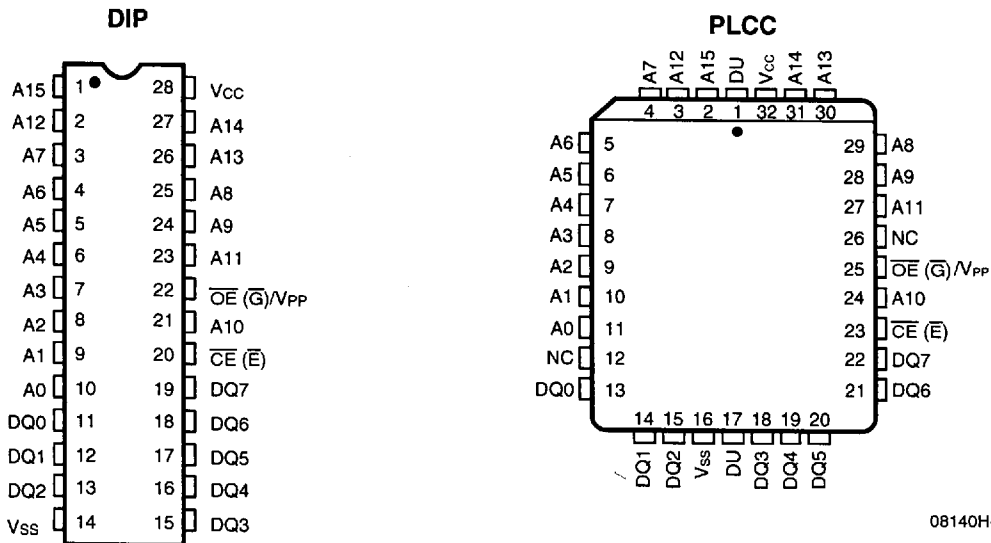 DIP
A15 1 28 Vcc
A12 2 27 A14
A7 3 26 A13
A6 4 25 A8
A5 5 24 A9
A4 6 23 A11
A3 7 22 OE (G)/VPP
A2 8 21 A10
A1 9 20 CE (E)
A0 10 19 DQ7
DQ0 11 18 DQ6
DQ1 12 17 DQ5
DQ2 13 16 DQ4
Vss 14 15 DQ3
PLCC
A7 A12 A15 DU Vcc A14 A13
4 3 2 1 32 31 30
A6 5 29 A8
A5 6 28 A9
A4 7 27 A11
A3 8 26 NC
A2 9 25 OE (G)/VPP
A1 10 24 A10
A0 11 23 CE (E)
NC 12 22 DQ7
DQ0 13 21 DQ6
14 15 16 17 18 19 20
DQ1 DQ2 Vss DU DQ3 DQ4 DQ5
08140H